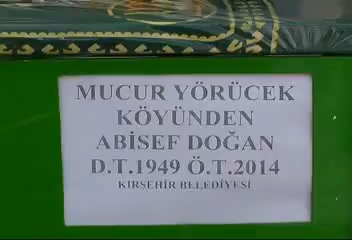 MUCUR YÖRÜCEK
KÖYÜNDEN
ABİSEF DOĞAN
D.T.1949 Ö.T.2014
KIRŞEHİR BELEDİYESİ